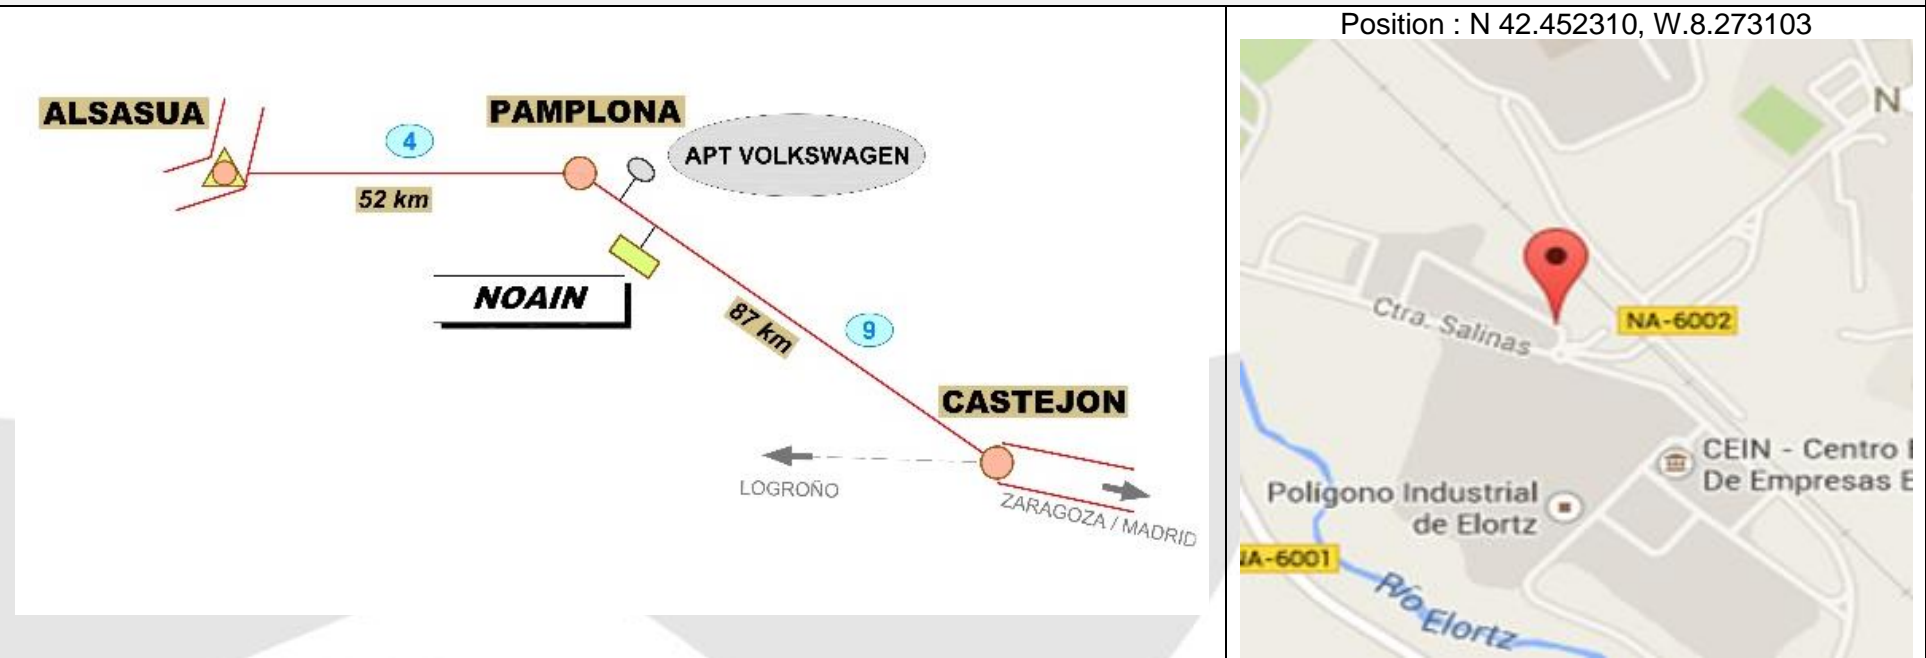 ALSASUA
4
52 km
PAMPLONA
APT VOLKSWAGEN
NOAIN
87 km
9
CASTEJON
LOGROÑO
ZARAGOZA / MADRID
Position : N 42.452310, W.8.273103
N
NA-6002
Ctra. Salinas
CEIN - Centro
De Empresas E
Polígono Industrial
de Elortz
NA-6001
Río Elortz